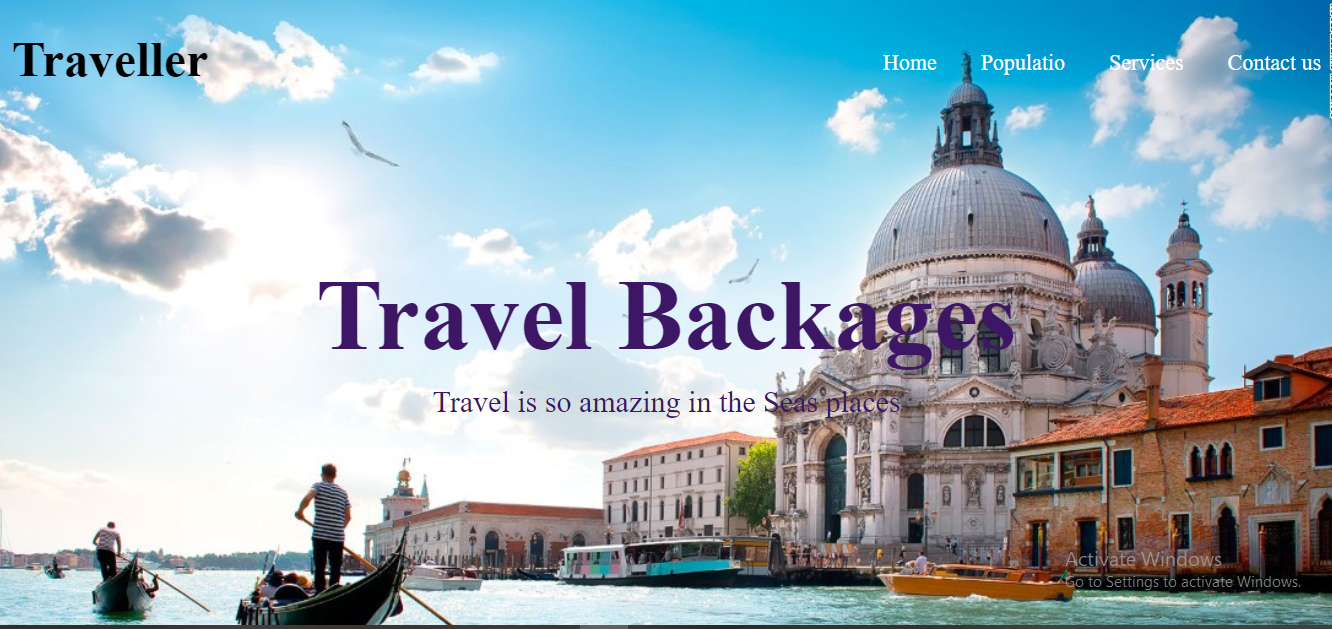 Traveller
Home Populatio Services Contact us
Travel Backages
Travel is so amazing in the Seas places
Activate Windows
Go to Settings to activate Windows.